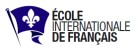 ÉCOLE
INTERNATIONALE
DE FRANÇAIS